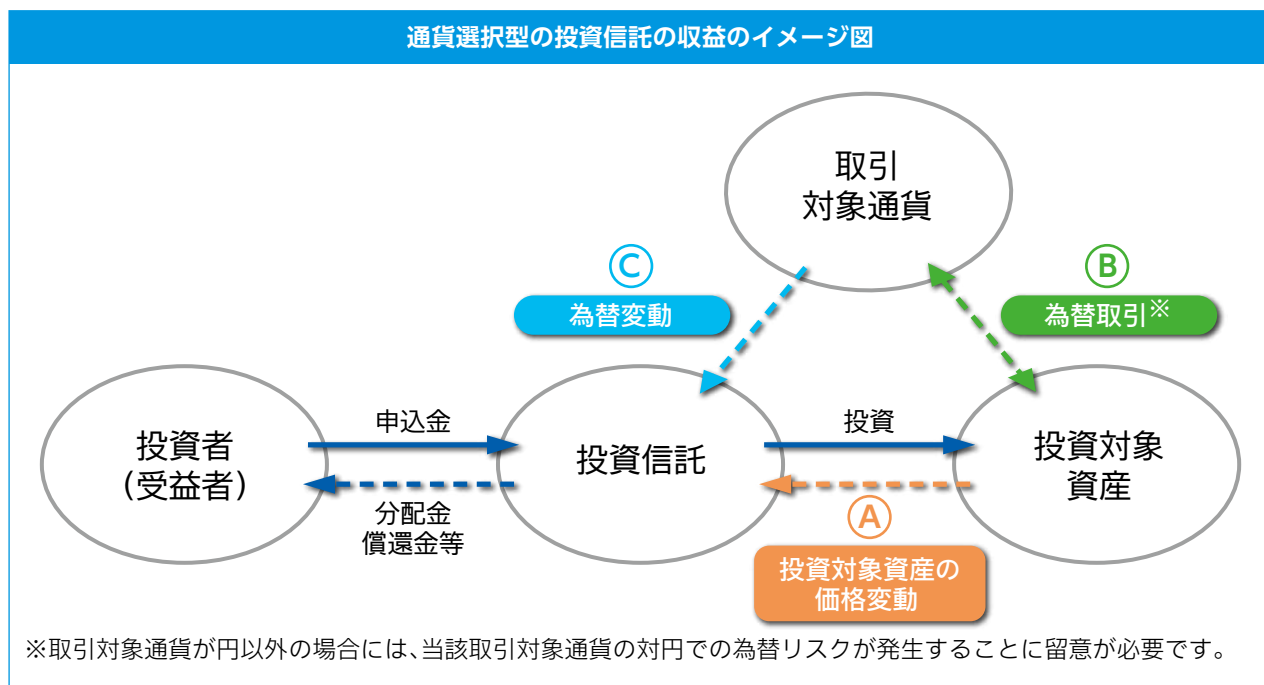 通貨選択型の投資信託の収益のイメージ図
取引
対象通貨
Ⓒ
為替変動
Ⓑ
為替取引※
投資者
(受益者)
申込金
分配金
償還金等
投資信託
投資
Ⓐ
投資対象資産の
価格変動
投資対象
資産
※取引対象通貨が円以外の場合には、当該取引対象通貨の対円での為替リスクが発生することに留意が必要です。